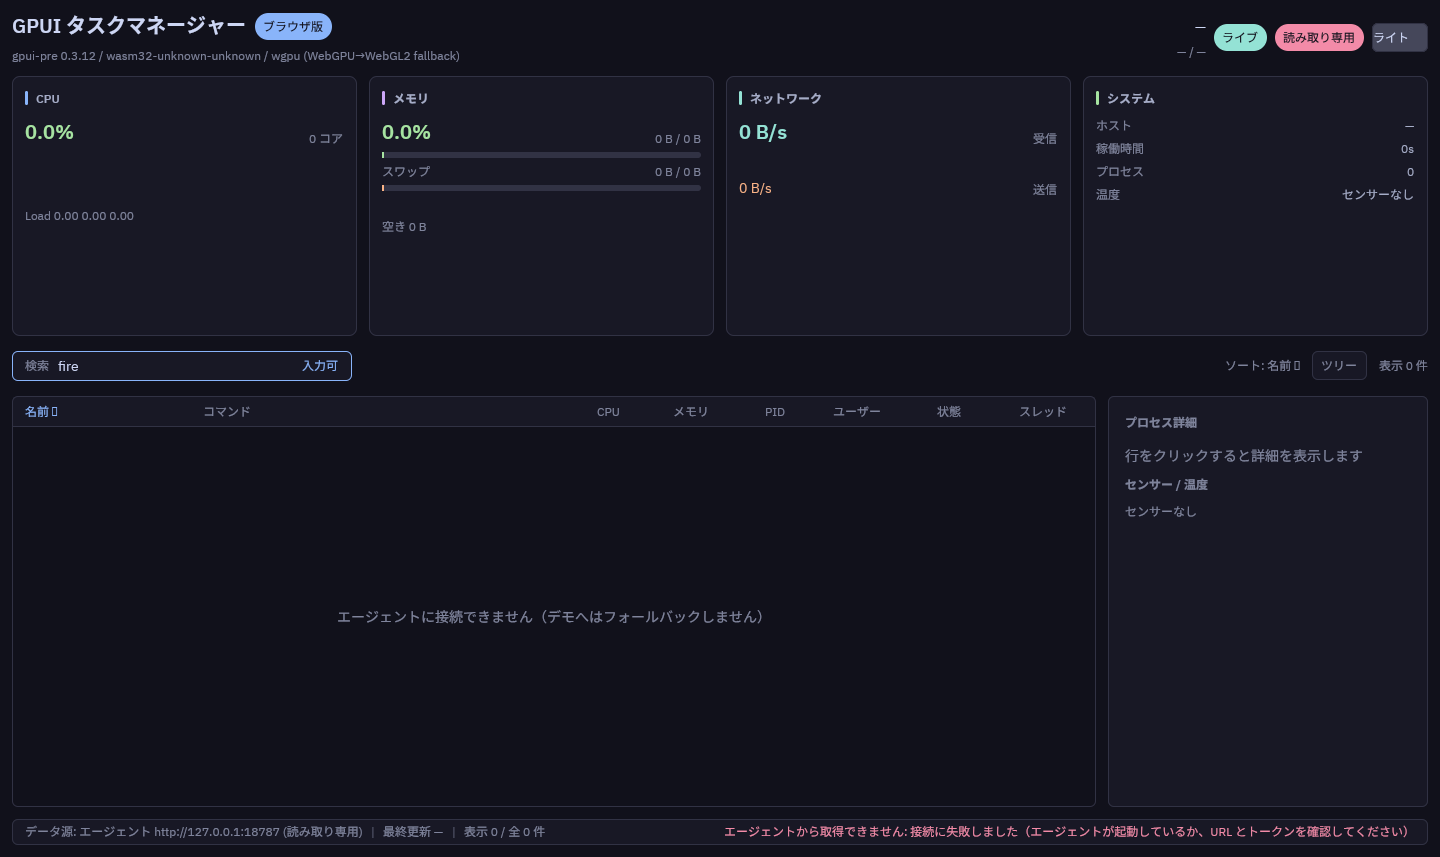 GPUI タスクマネージャー ブラウザ版
gpui-pre 0.3.12 / wasm32-unknown-unknown / wgpu (WebGPU→WebGL2 fallback)
—
— / —
ライブ 読み取り専用 ライト
CPU
0.0% 0 コア
Load 0.00 0.00 0.00
メモリ
0.0% 0 B / 0 B
スワップ 0 B / 0 B
空き 0 B
ネットワーク
0 B/s 受信
0 B/s 送信
システム
ホスト —
稼働時間 0s
プロセス 0
温度 センサーなし
検索 fire 入力可
ソート: 名前 ツリー 表示 0 件
名前 コマンド CPU メモリ PID ユーザー 状態 スレッド
エージェントに接続できません（デモへはフォールバックしません）
プロセス詳細
行をクリックすると詳細を表示します
センサー / 温度
センサーなし
データ源: エージェント http://127.0.0.1:18787 (読み取り専用) | 最終更新 — | 表示 0 / 全 0 件
エージェントから取得できません: 接続に失敗しました（エージェントが起動しているか、URL とトークンを確認してください）